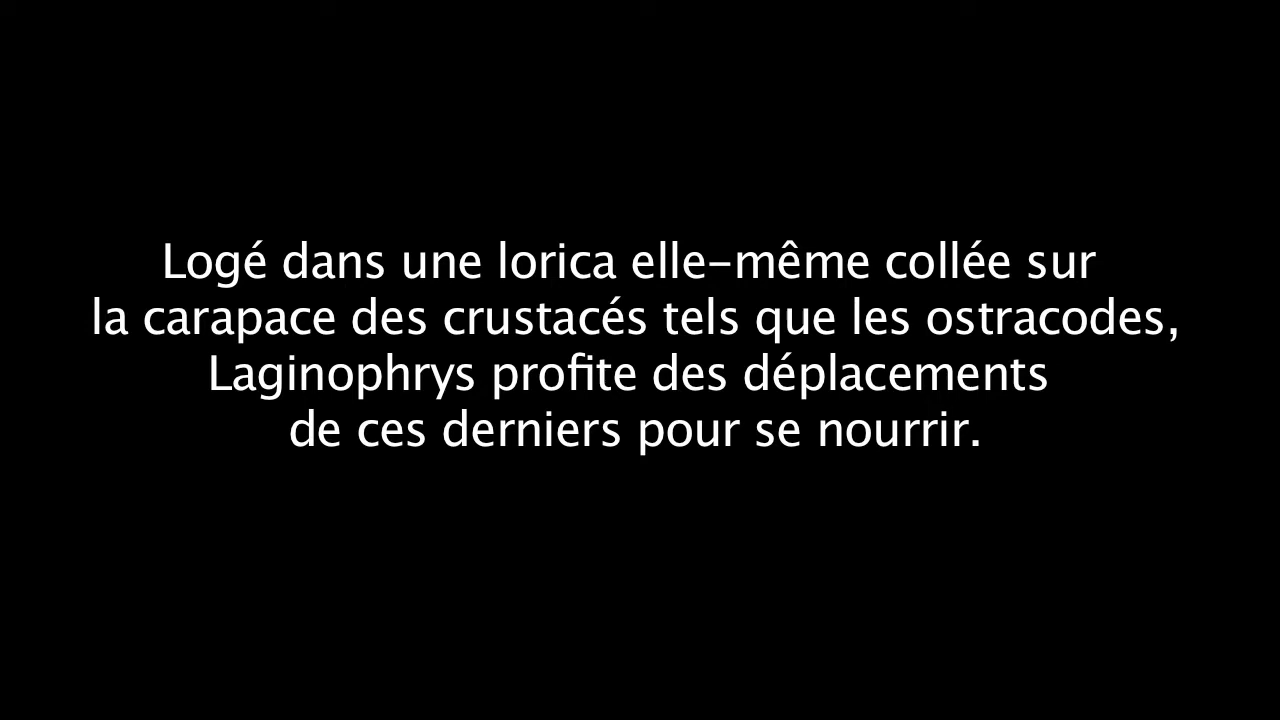 Logé dans une lorica elle-même collée sur
la carapace des crustacés tels que les ostracodes,
Laginophrys profite des déplacements
de ces derniers pour se nourrir.